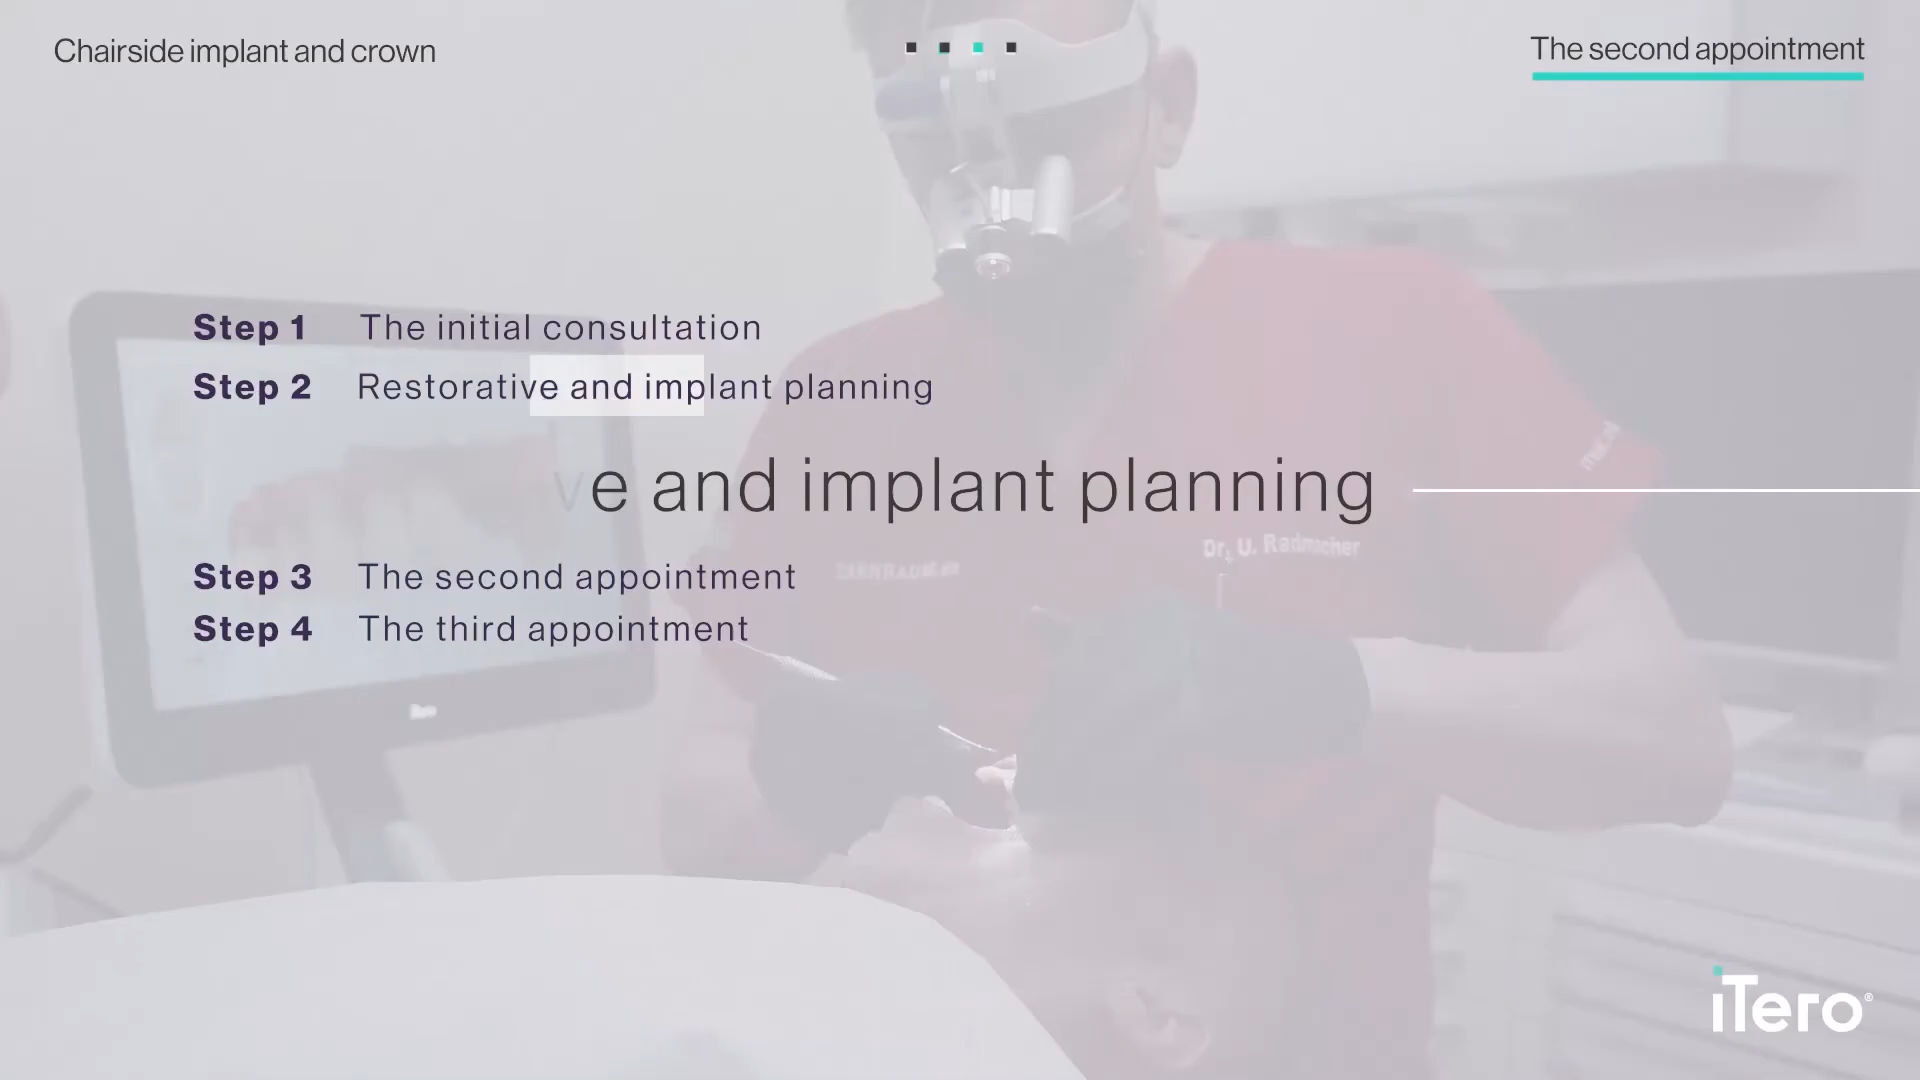 Chairside implant and crown
The second appointment
Step 1 The initial consultation
Step 2 Restorative and implant planning
ve and implant planning
Dr. U. Radmacher
Step 3 The second appointment
Step 4 The third appointment
iTero®